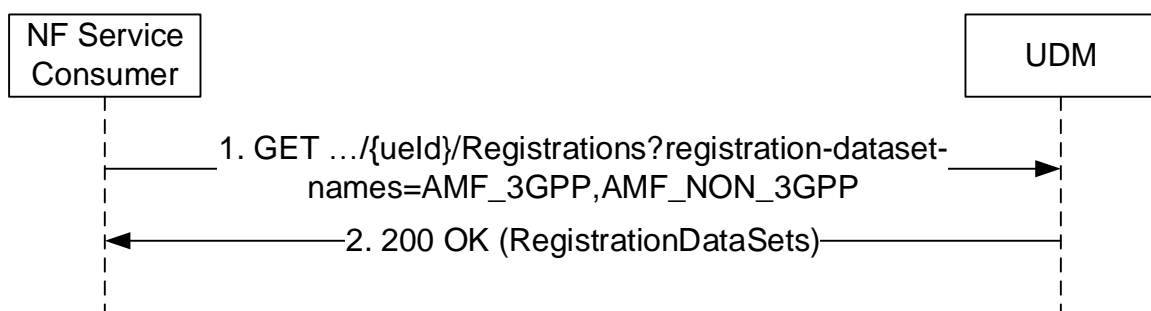 NF Service
Consumer
UDM
1. GET …/{ueId}/Registrations?registration-dataset-
names=AMF_3GPP,AMF_NON_3GPP
2. 200 OK (RegistrationDataSets)